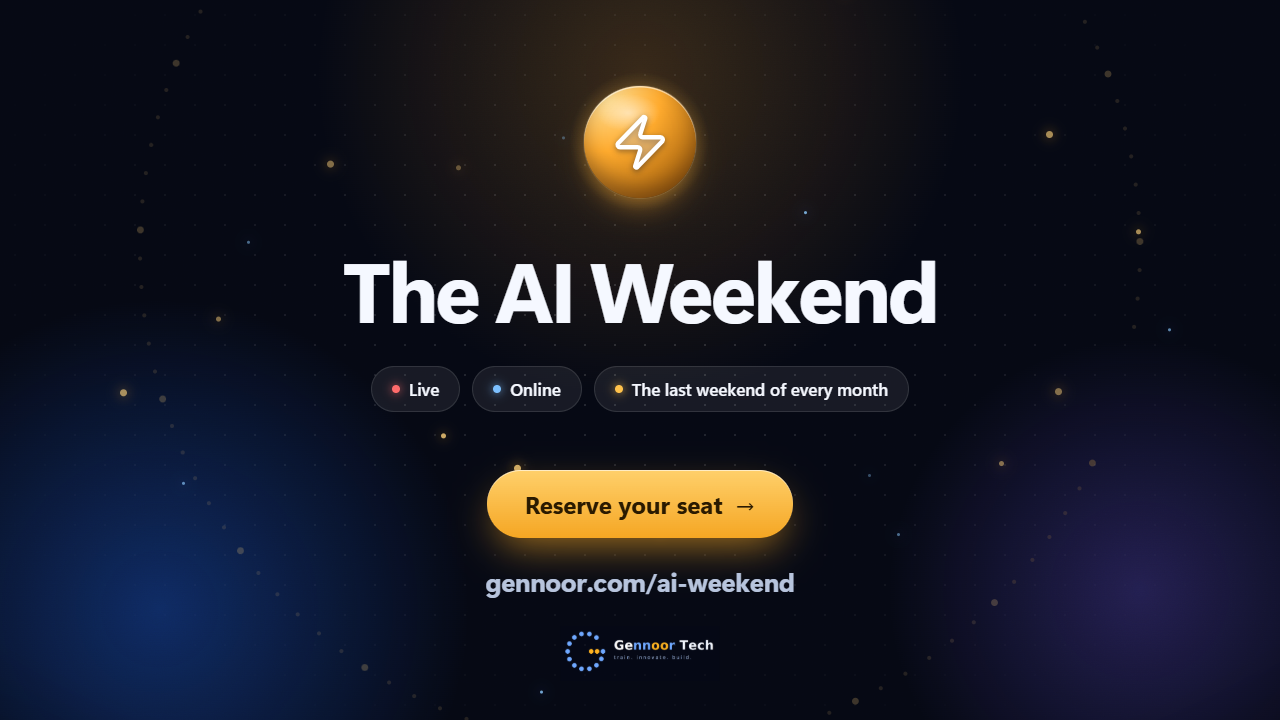 The AI Weekend
Live
Online
The last weekend of every month
Reserve your seat →
gennoor.com/ai-weekend
Gennoor Tech
train. innovate. build.